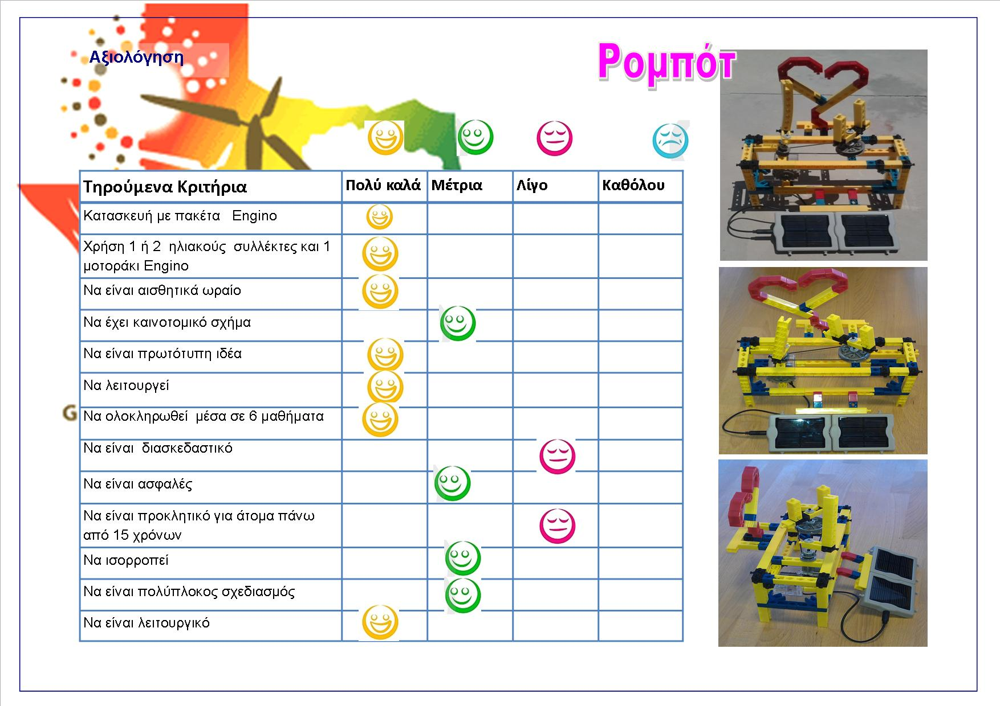 Αξιολόγηση
Ρομπότ
Τηρούμενα Κριτήρια Πολύ καλά Μέτρια Λίγο Καθόλου
Κατασκευή με πακέτα Engino
Χρήση 1 ή 2 ηλιακούς συλλέκτες και 1
μοτοράκι Engino
Να είναι αισθητικά ωραίο
Να έχει καινοτομικό σχήμα
Να είναι πρωτότυπη ιδέα
Να λειτουργεί
G
Να ολοκληρωθεί μέσα σε 6 μαθήματα
Να είναι διασκεδαστικό
Να είναι ασφαλές
Να είναι προκλητικό για άτομα πάνω
από 15 χρόνων
Να ισορροπεί
Να είναι πολύπλοκος σχεδιασμός
Να είναι λειτουργικό